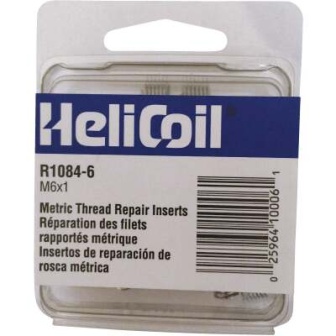 HeliCoil
R1084-6
M6x1
Metric Thread Repair Inserts
Réparation des filets
rapportés métrique
Insertos de reparación de
rosca métrica
0 25964 10006 1